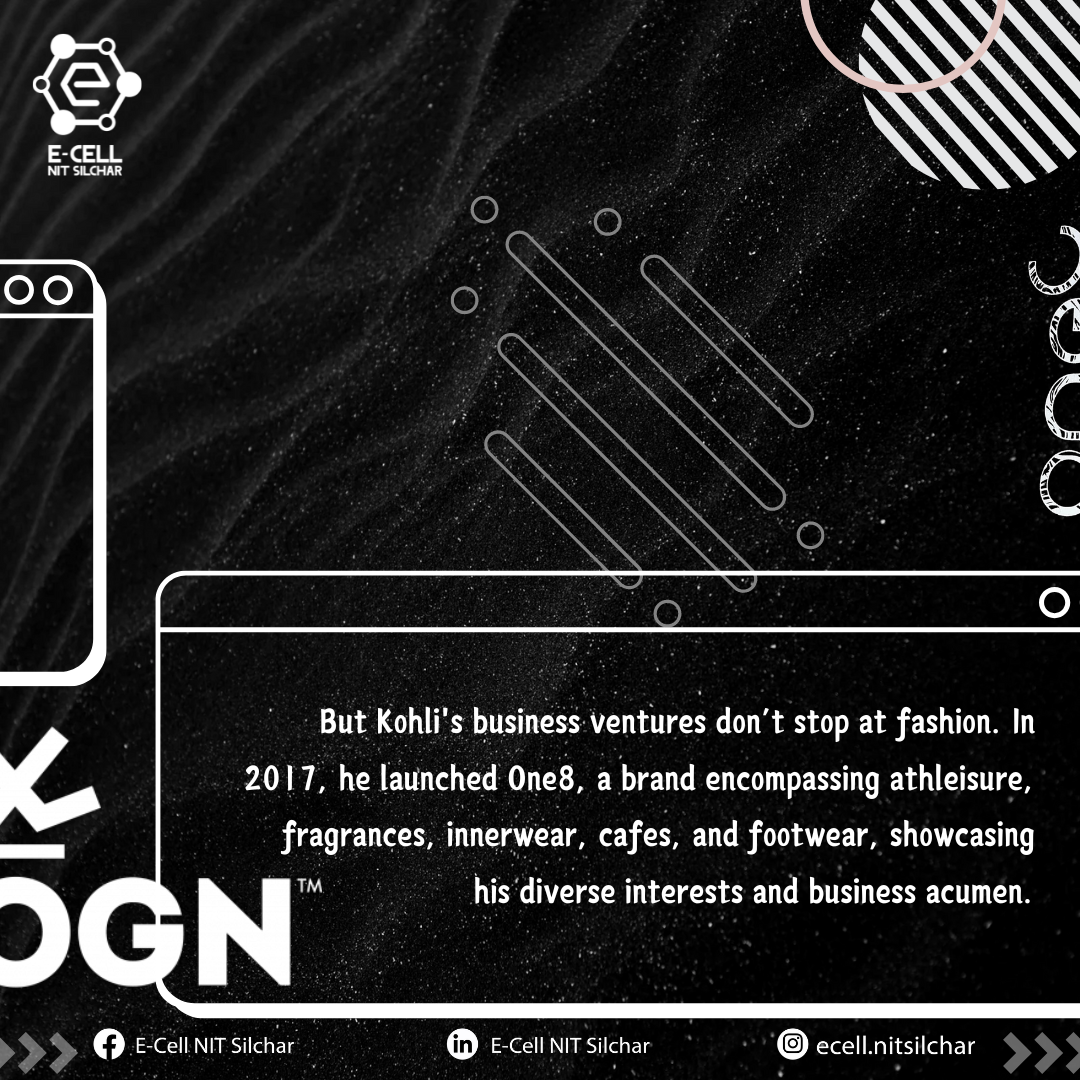 E-CELL
NIT SILCHAR
But Kohli's business ventures don't stop at fashion. In
2017, he launched One8, a brand encompassing athleisure,
fragrances, innerwear, cafes, and footwear, showcasing
his diverse interests and business acumen.
OGN™
E-Cell NIT Silchar
E-Cell NIT Silchar
ecell.nitsilchar